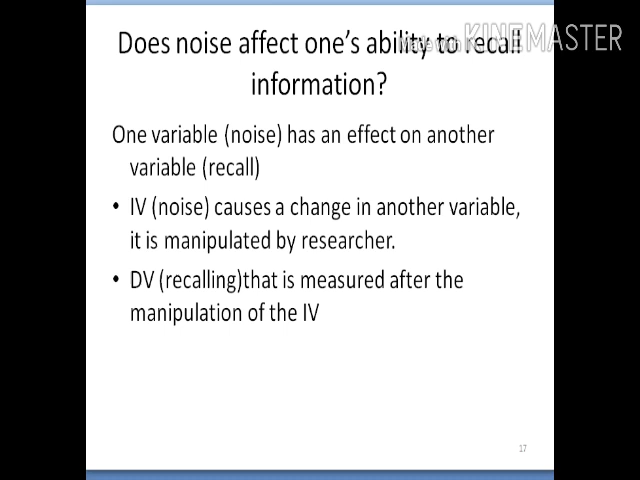 Does noise affect one's ability to recall
Made with KINEMASTER
information?
One variable (noise) has an effect on another
variable (recall)
• IV (noise) causes a change in another variable,
it is manipulated by researcher.
• DV (recalling)that is measured after the
manipulation of the IV
17